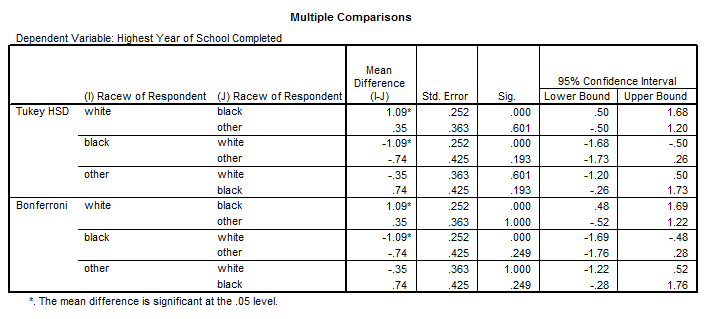 Multiple Comparisons
Dependent Variable: Highest Year of School Completed
(I) Racew of Respondent (J) Racew of Respondent Mean Difference (I-J) Std. Error Sig. 95% Confidence Interval
Lower Bound Upper Bound
Tukey HSD white black 1.09* .252 .000 .50 1.68
other .35 .363 .601 -.50 1.20
black white -1.09* .252 .000 -1.68 -.50
other -.74 .425 .193 -1.73 .26
other white -.35 .363 .601 -1.20 .50
black .74 .425 .193 -.26 1.73
Bonferroni white black 1.09* .252 .000 .48 1.69
other .35 .363 1.000 -.52 1.22
black white -1.09* .252 .000 -1.69 -.48
other -.74 .425 .249 -1.76 .28
other white -.35 .363 1.000 -1.22 .52
black .74 .425 .249 -.28 1.76
*. The mean difference is significant at the .05 level.